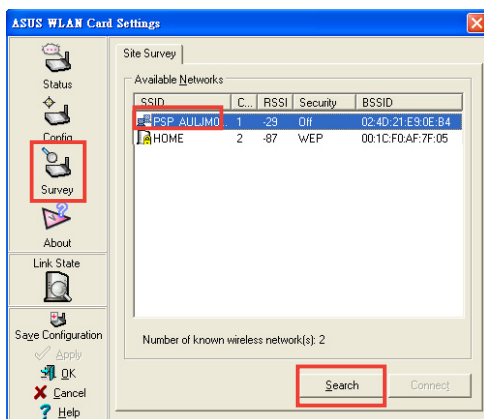 ASUS WLAN Card Settings
Status
Config
Survey
About
Link State
Save Configuration
Apply
OK
Cancel
Help
Site Survey
Available Networks
SSID C... RSSI Security BSSID
PSP_AULJM0... 1 -29 Off 02:4D:21:E9:0E:B4
HOME 2 -87 WEP 00:1C:F0:AF:7F:05
Number of known wireless network(s): 2
Search
Connect